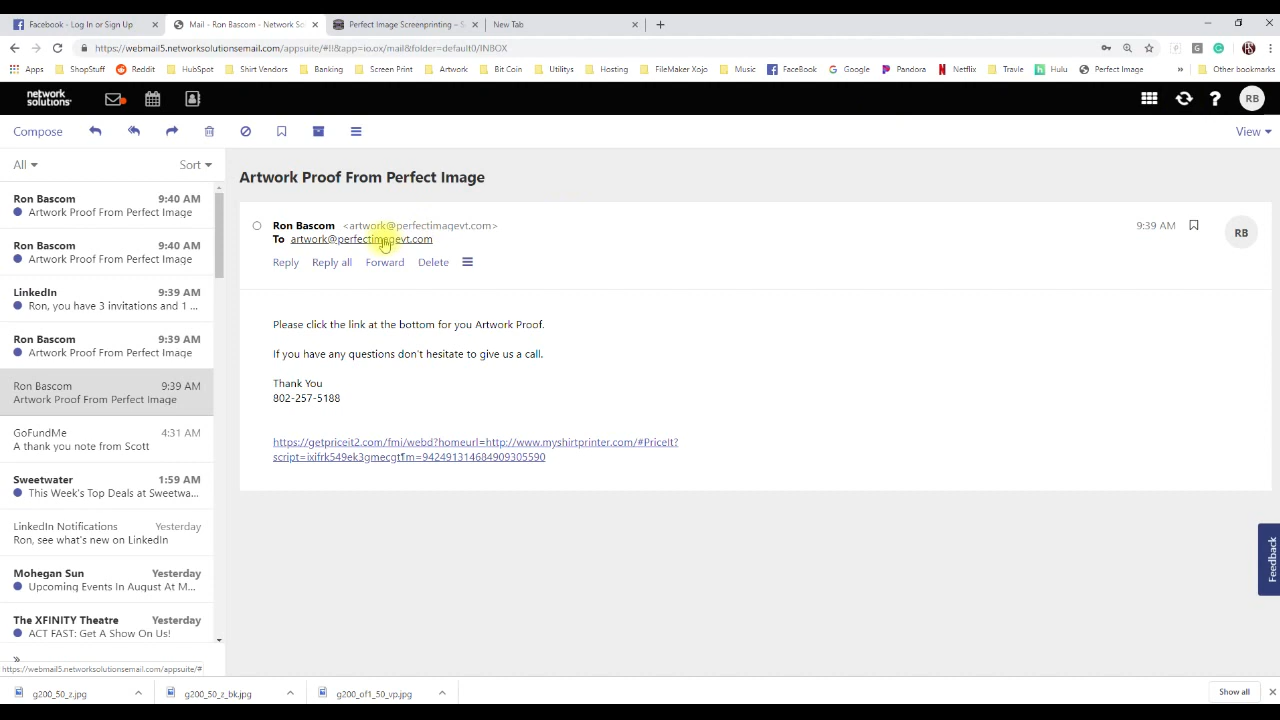 Facebook - Log In or Sign Up
Mail - Ron Bascom - Network So
Perfect Image Screenprinting – S
New Tab
https://webmail5.networksolutionsemail.com/appsuite/#!!&app=io.ox/mail&folder=default0/INBOX
Apps ShopStuff Reddit HubSpot Shirt Vendors Banking Screen Print Artwork Bit Coin Utilitys Hosting FileMaker Xojo Music FaceBook Google Pandora Netflix Travle Hulu Perfect Image » Other bookmarks
network
solutions
RB
Compose
View
All
Sort
Ron Bascom 9:40 AM
Artwork Proof From Perfect Image
Ron Bascom 9:40 AM
Artwork Proof From Perfect Image
LinkedIn 9:39 AM
Ron, you have 3 invitations and 1 ...
Ron Bascom 9:39 AM
Artwork Proof From Perfect Image
Ron Bascom 9:39 AM
Artwork Proof From Perfect Image
GoFundMe 4:31 AM
A thank you note from Scott
Sweetwater 1:59 AM
This Week's Top Deals at Sweetwa...
LinkedIn Notifications Yesterday
Ron, see what's new on LinkedIn
Mohegan Sun Yesterday
Upcoming Events In August At M...
The XFINITY Theatre Yesterday
ACT FAST: Get A Show On Us!
Artwork Proof From Perfect Image
Ron Bascom <artwork@perfectimagevt.com>
9:39 AM
RB
To artwork@perfectimagevt.com
Reply Reply all Forward Delete
Please click the link at the bottom for you Artwork Proof.
If you have any questions don't hesitate to give us a call.
Thank You
802-257-5188
https://getpriceit2.com/fmi/webd?homeurl=http://www.myshirtprinter.com/#PriceIt?
Feedback
»
https://webmail5.networksolutionsemail.com/appsuite/#
g200_50_z.jpg
g200_50_z_bk.jpg
g200_of1_50_vp.jpg
Show all